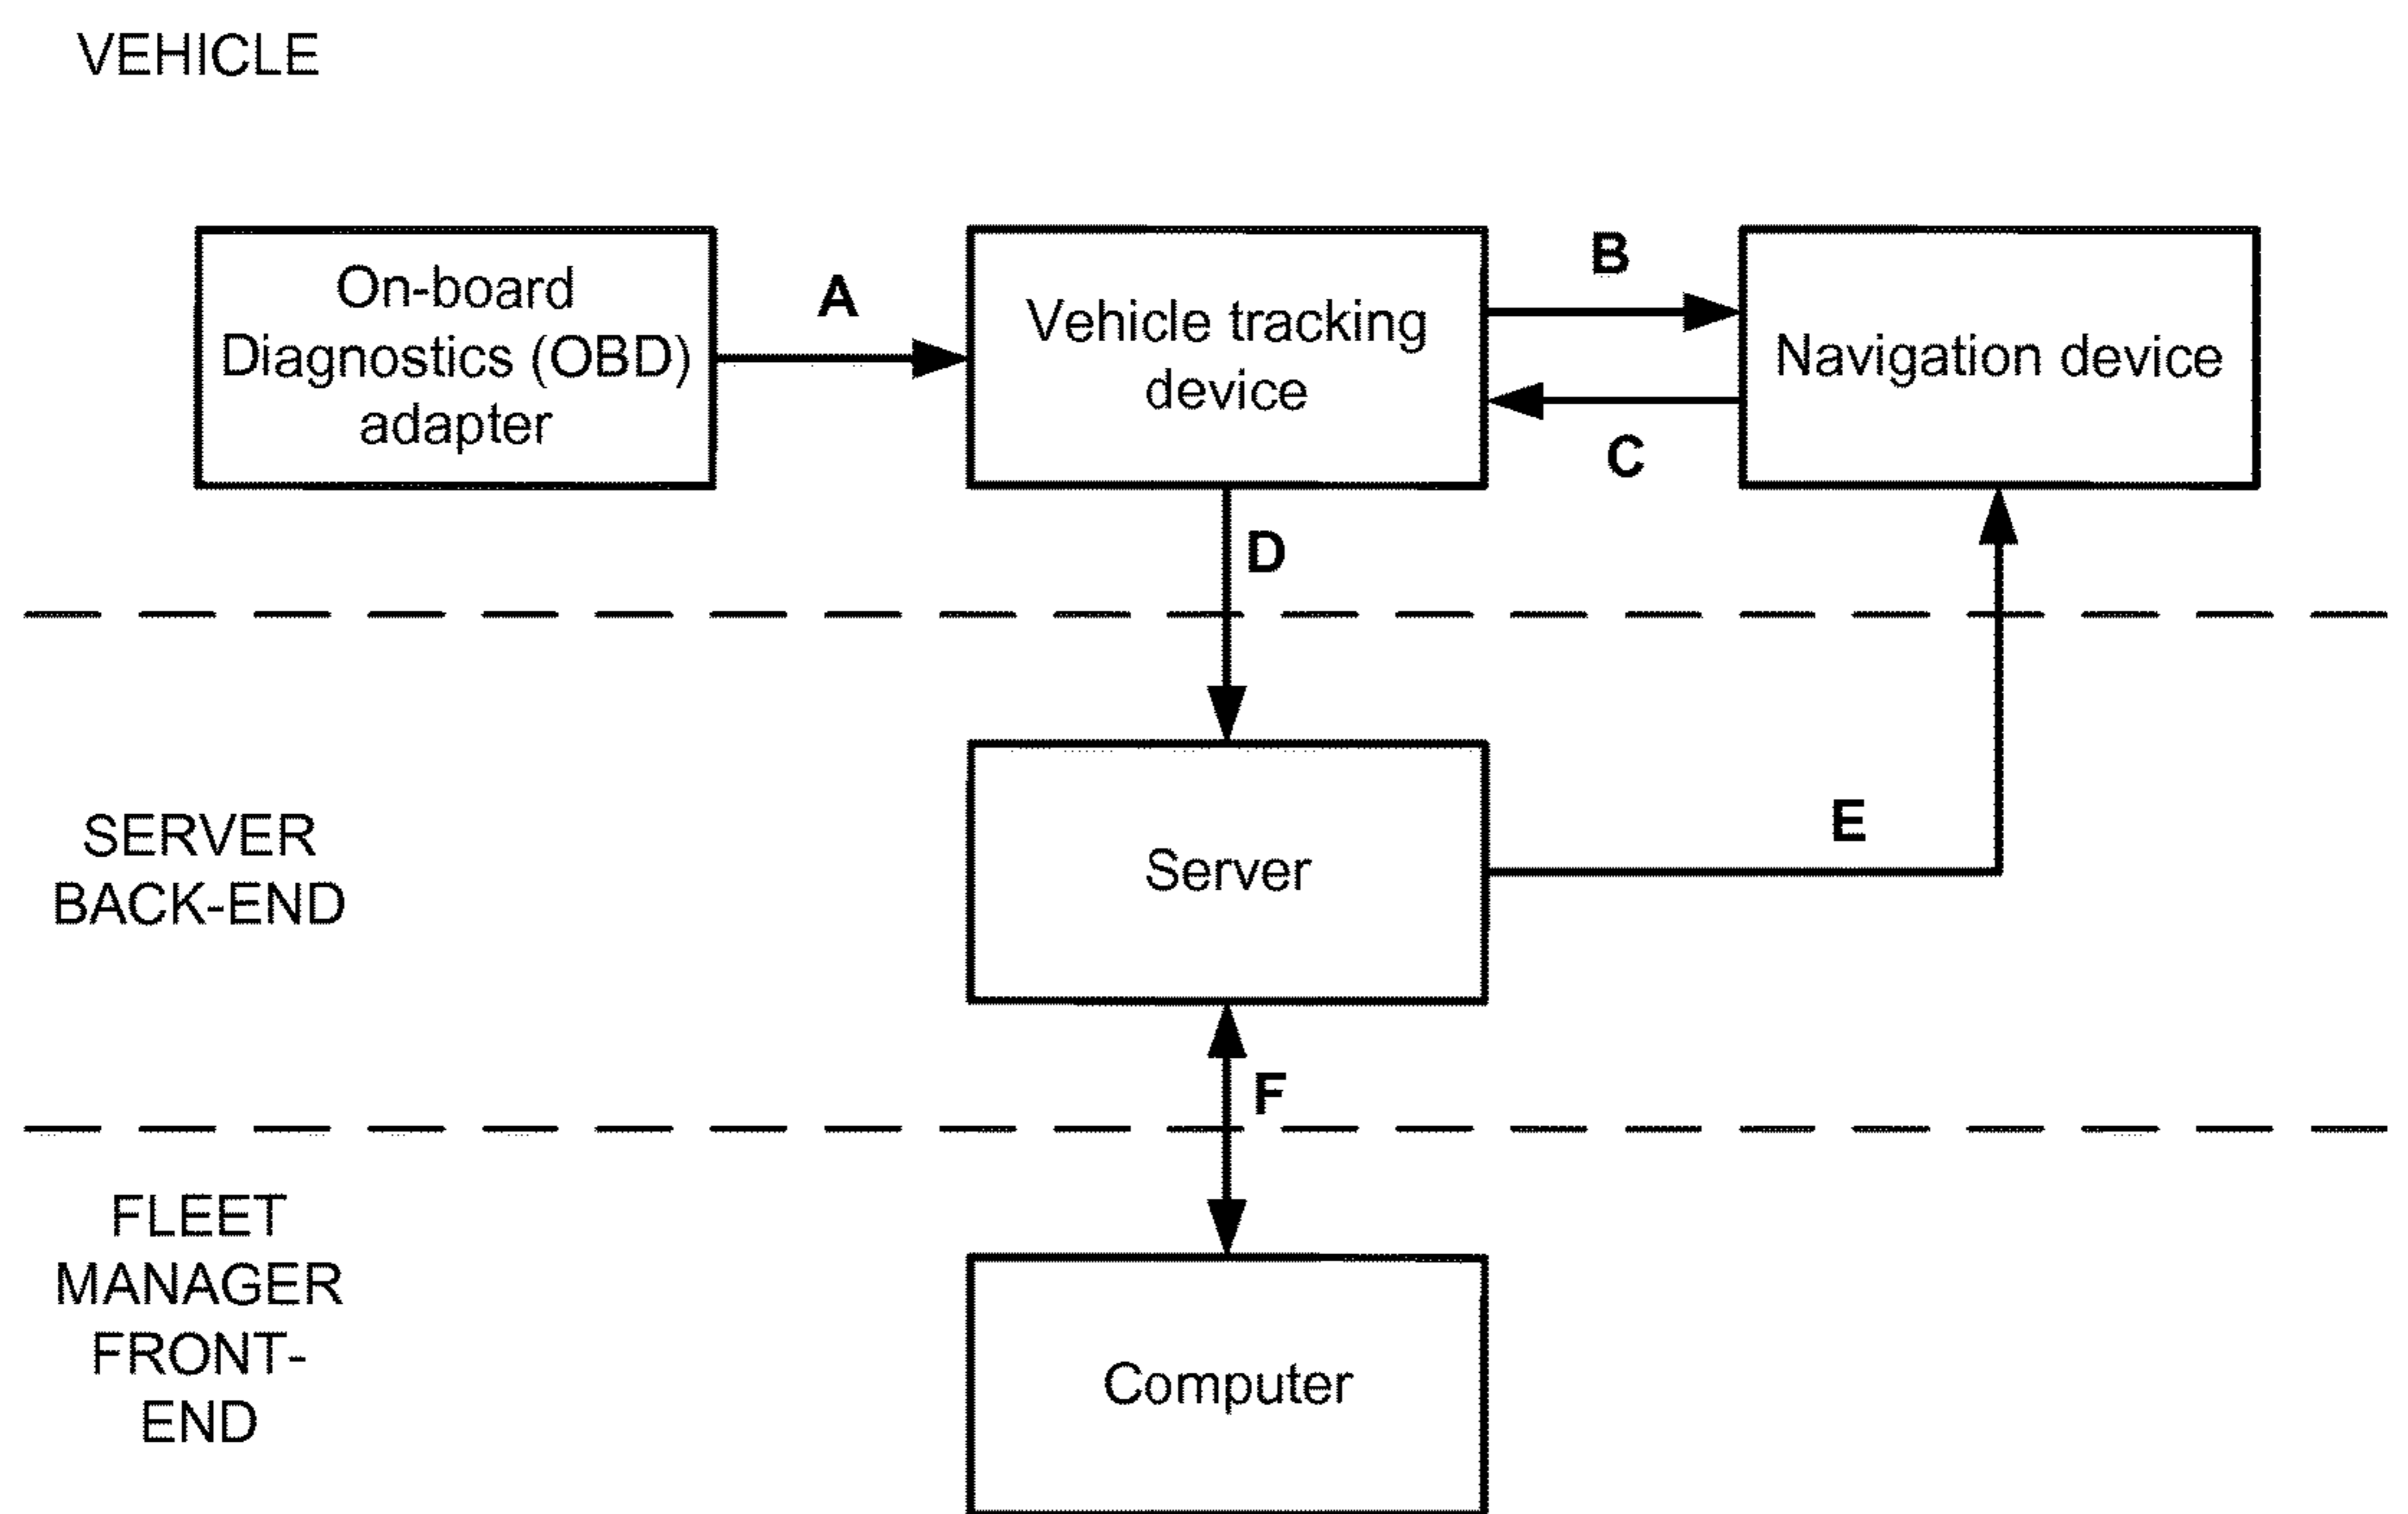 VEHICLE
On-board
Diagnostics (OBD)
adapter
A
Vehicle tracking
device
B
C
Navigation device
D
SERVER
BACK-END
Server
E
F
FLEET
MANAGER
FRONT-
END
Computer